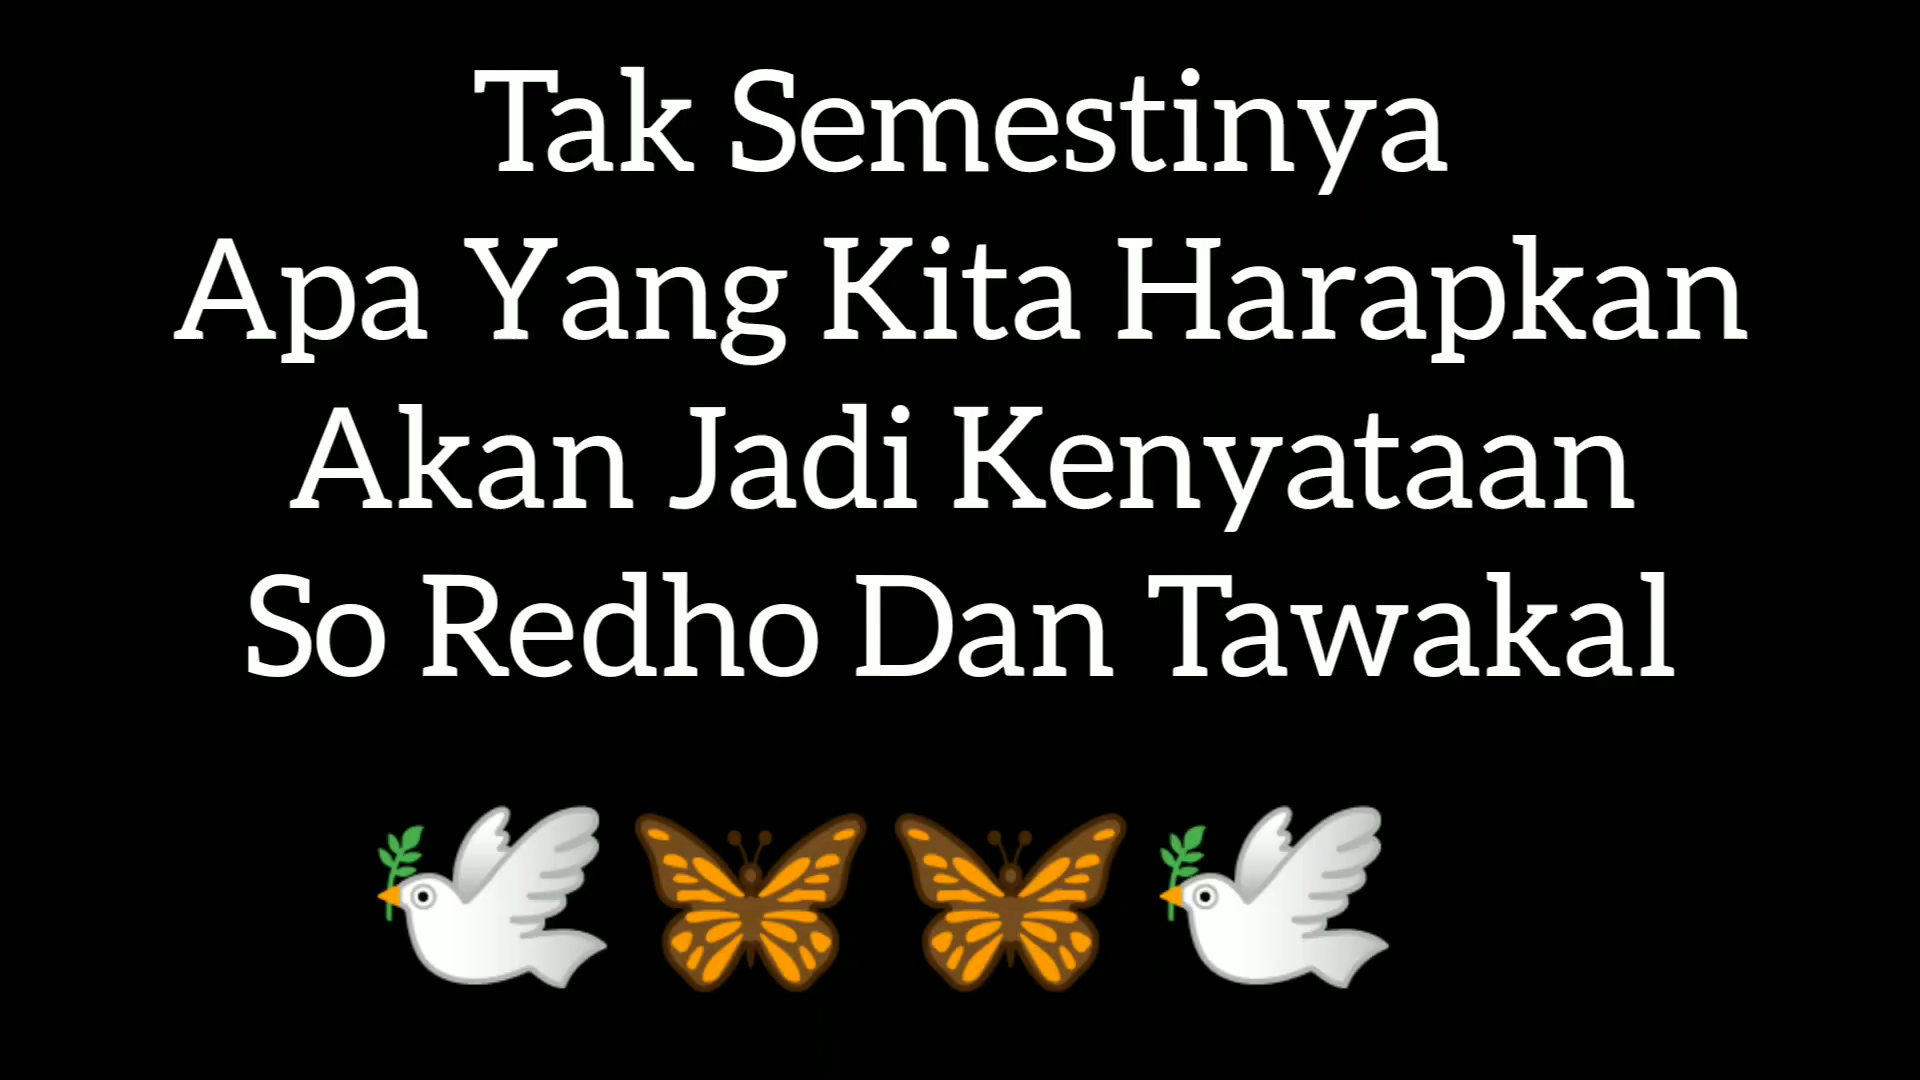 Tak Semestinya
Apa Yang Kita Harapkan
Akan Jadi Kenyataan
So Redho Dan Tawakal